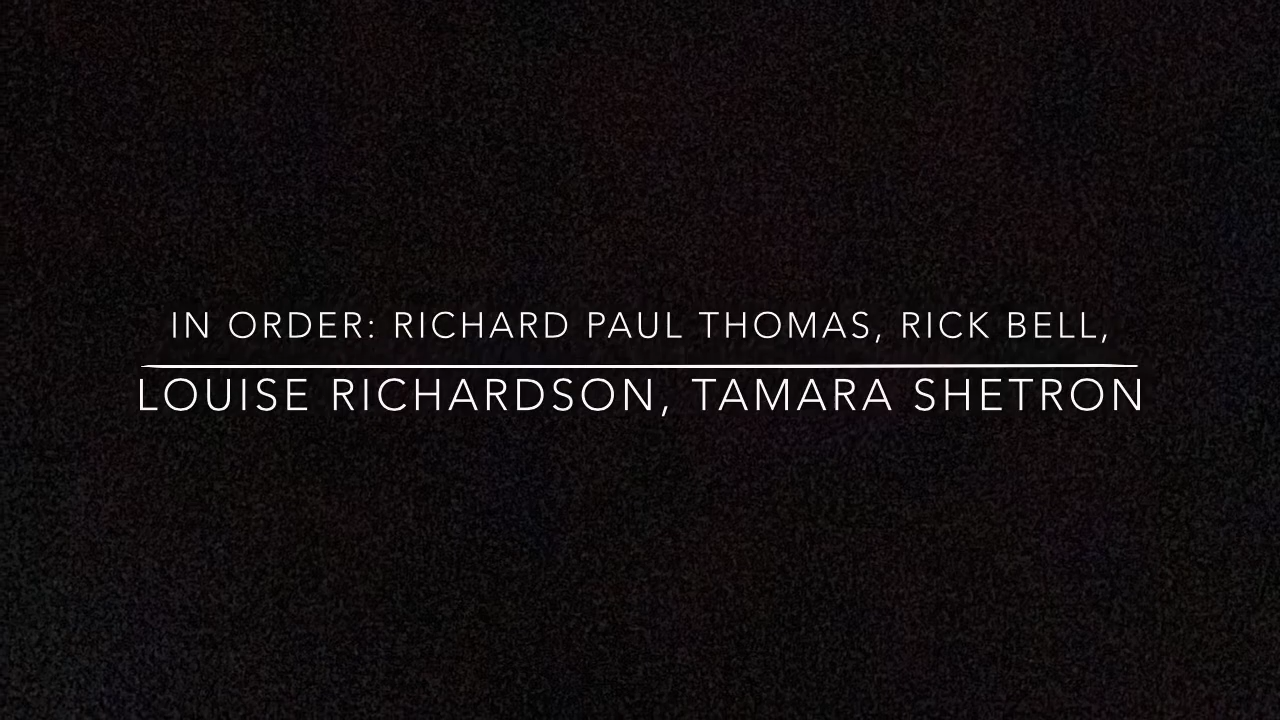 IN ORDER: RICHARD PAUL THOMAS, RICK BELL,
LOUISE RICHARDSON, TAMARA SHETRON